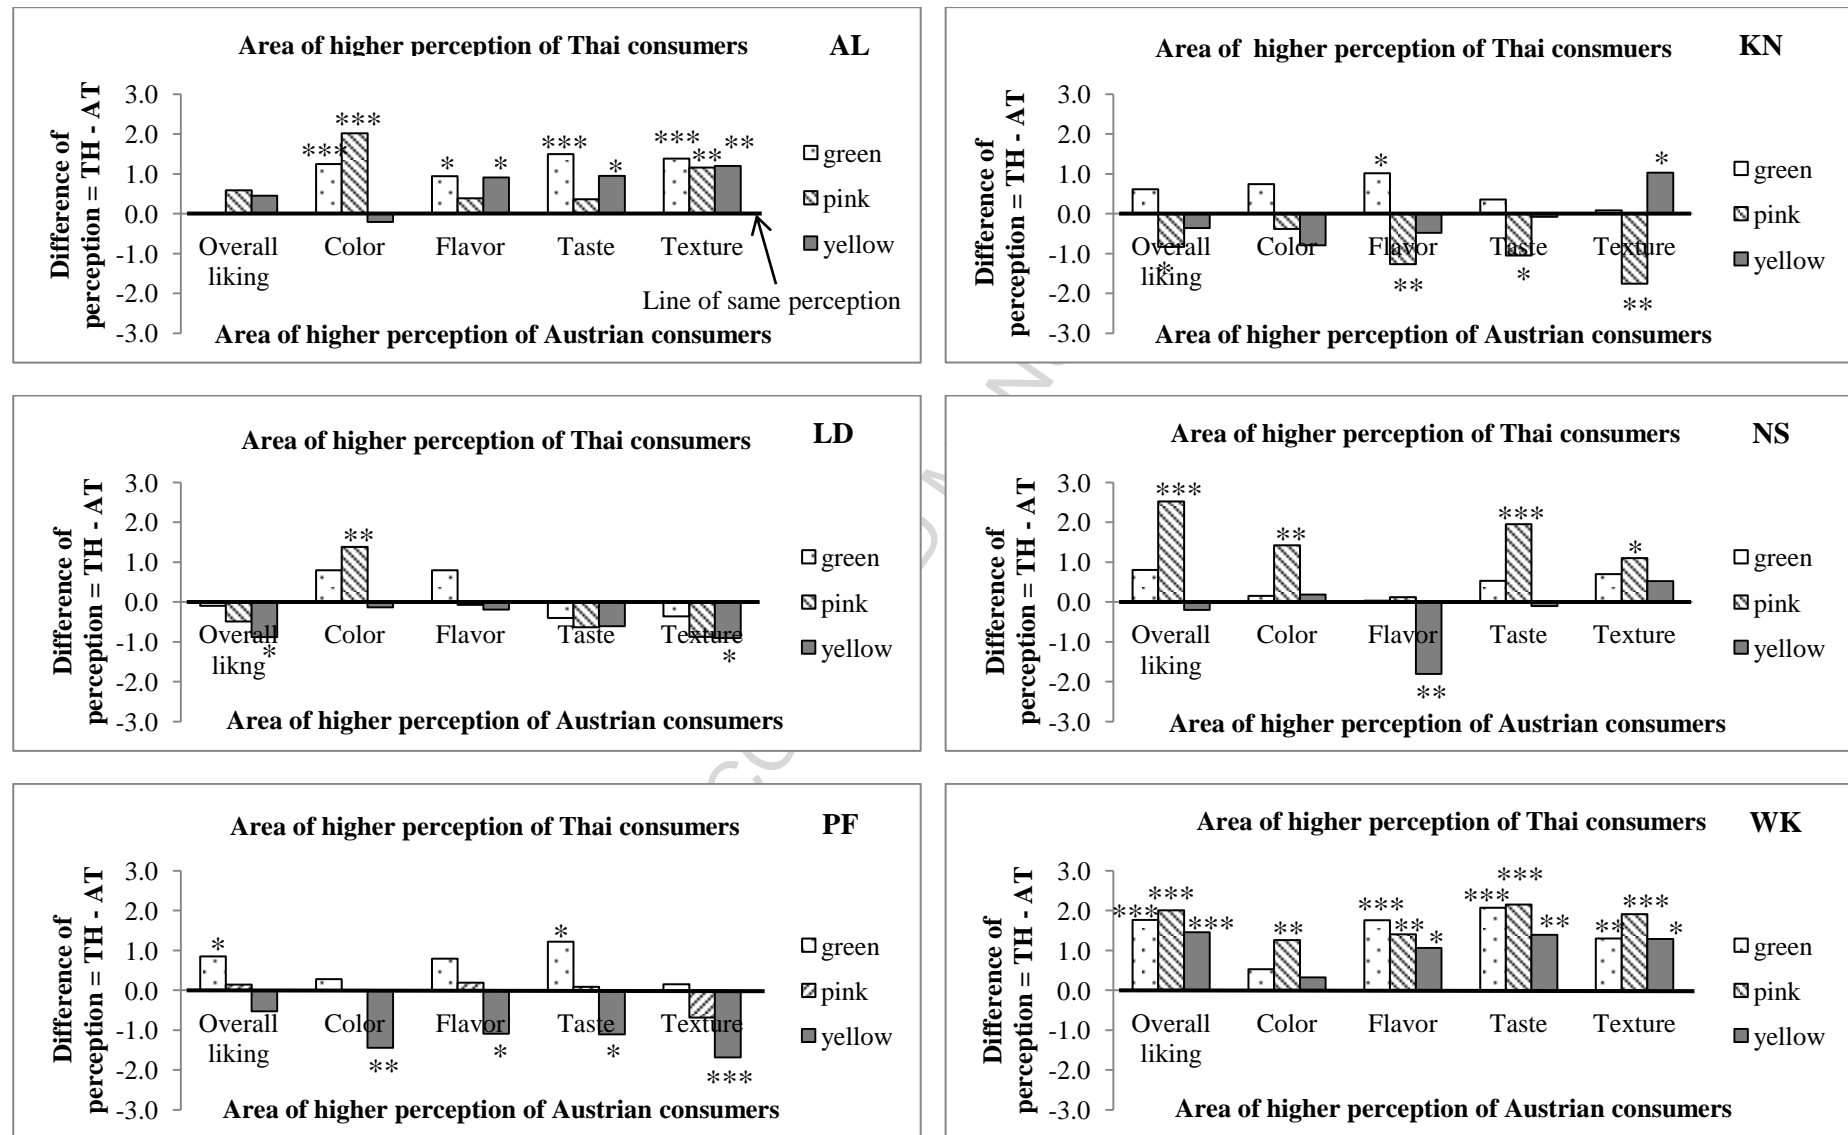 Area of higher perception of Thai consumers
AL
Difference of
perception = TH - AT
3.0
2.0
1.0
0.0
-1.0
-2.0
-3.0
***
***
*
*
***
*
***
**
**
Overall
liking
Color
Flavor
Taste
Texture
green
pink
yellow
Line of same perception
Area of higher perception of Austrian consumers
Area of higher perception of Thai consmuers
KN
Difference of
perception = TH - AT
3.0
2.0
1.0
0.0
-1.0
-2.0
-3.0
*
*
**
*
**
*
Overall
liking
Color
Flavor
Taste
Texture
green
pink
yellow
Area of higher perception of Austrian consumers
Area of higher perception of Thai consumers
LD
Difference of
perception = TH - AT
3.0
2.0
1.0
0.0
-1.0
-2.0
-3.0
*
**
*
Overall
likng
Color
Flavor
Taste
Texture
green
pink
yellow
Area of higher perception of Austrian consumers
Area of higher perception of Thai consumers
NS
Difference of
perception = TH - AT
3.0
2.0
1.0
0.0
-1.0
-2.0
-3.0
***
**
**
***
*
Overall
liking
Color
Flavor
Taste
Texture
green
pink
yellow
Area of higher perception of Austrian consumers
Area of higher perception of Thai consumers
PF
Difference of
perception = TH - AT
3.0
2.0
1.0
0.0
-1.0
-2.0
-3.0
*
**
*
*
*
***
Overall
liking
Color
Flavor
Taste
Texture
green
pink
yellow
Area of higher perception of Austrian consumers
Area of higher perception of Thai consumers
WK
Difference of
perception = TH - AT
3.0
2.0
1.0
0.0
-1.0
-2.0
-3.0
***
***
***
**
***
**
*
***
***
**
**
***
*
Overall
liking
Color
Flavor
Taste
Texture
green
pink
yellow
Area of higher perception of Austrian consumers